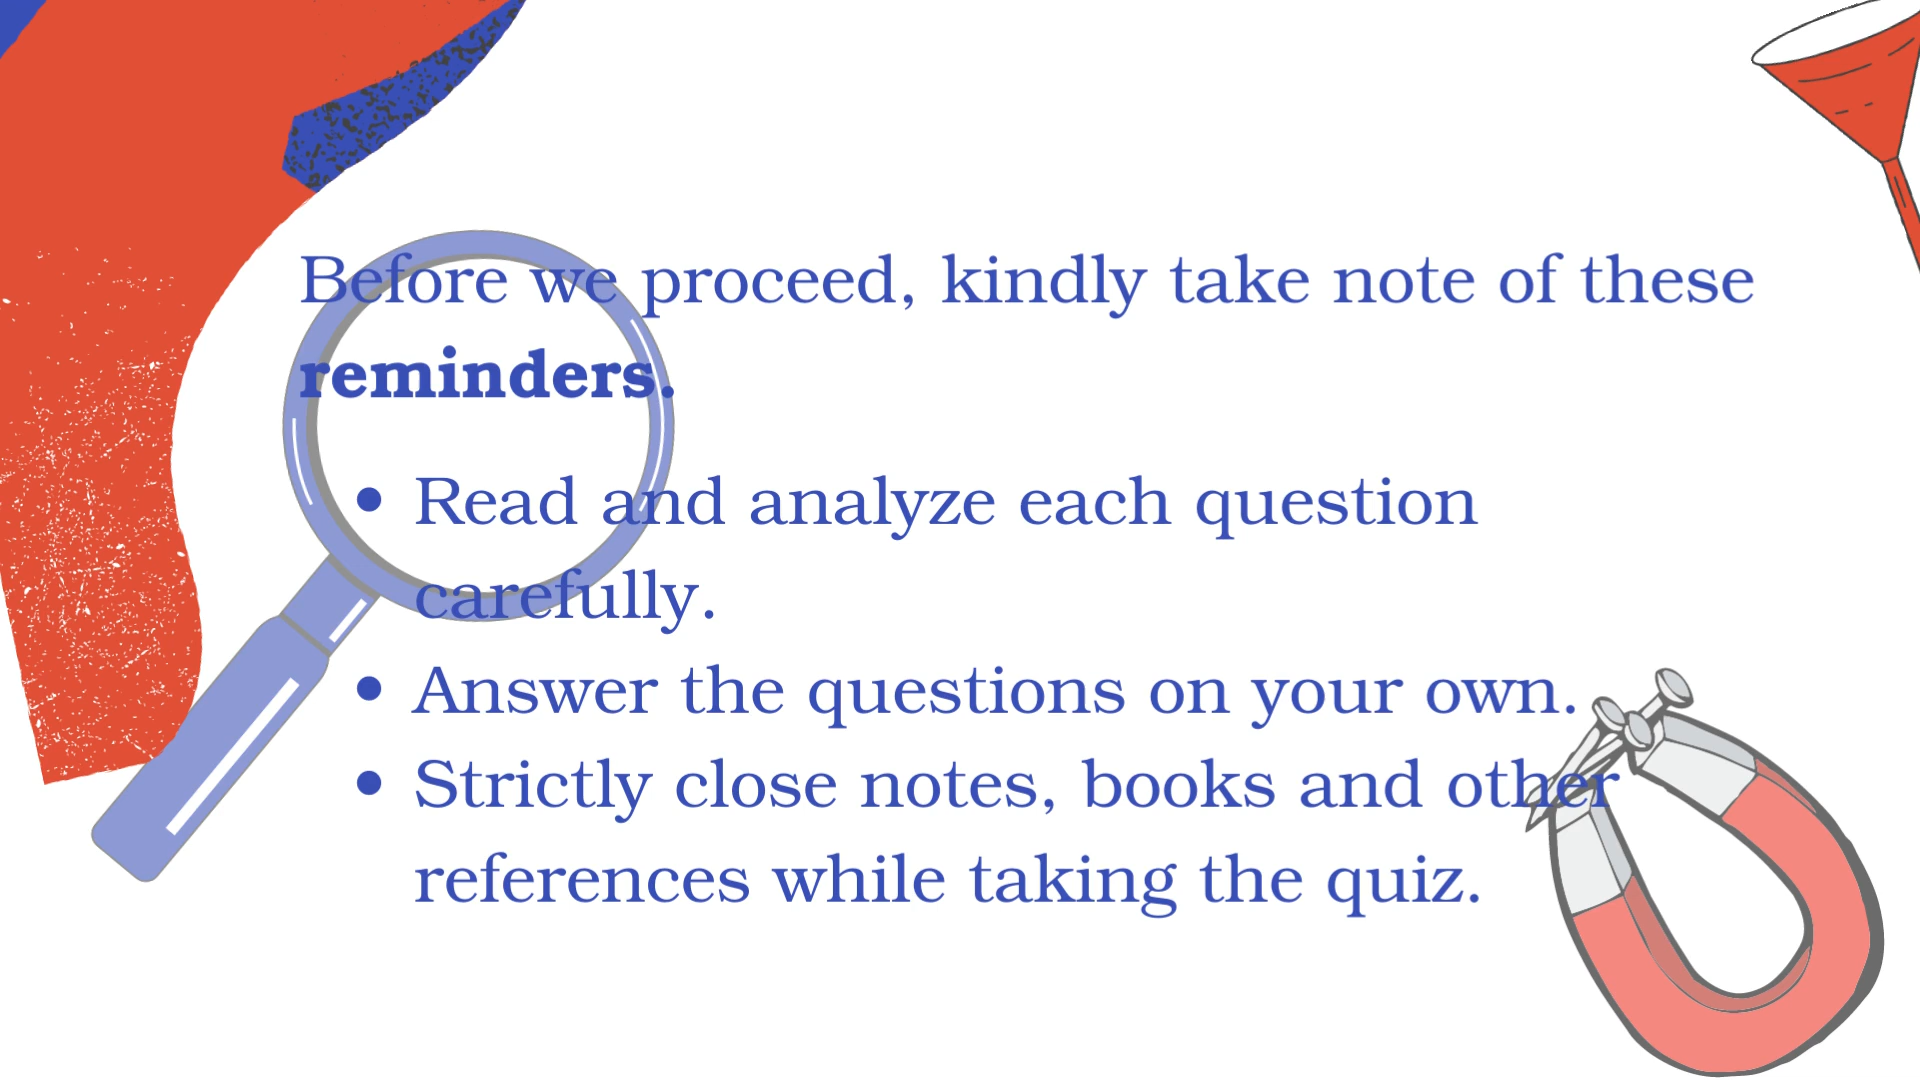 Before we proceed, kindly take note of these
reminders.
• Read and analyze each question
carefully.
• Answer the questions on your own.
• Strictly close notes, books and other
references while taking the quiz.